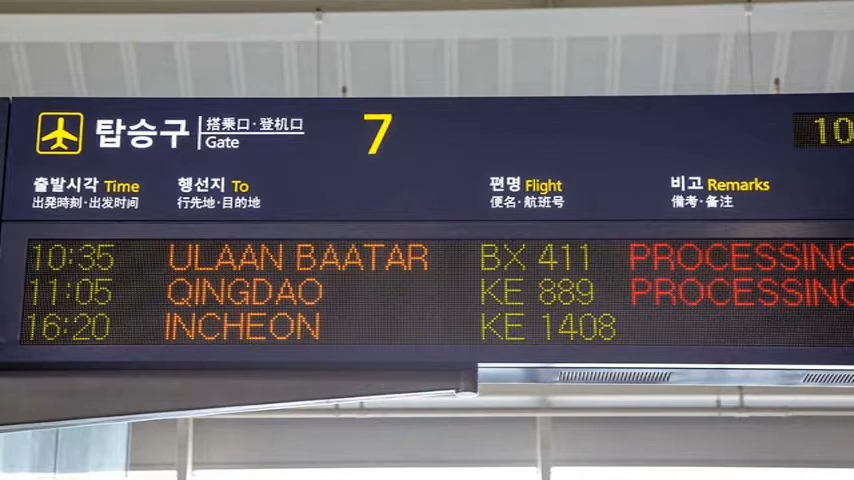 탑승구 搭乗口·登机口 Gate 7 10
출발시각 Time 행선지 To 편명 Flight 비고 Remarks
出発時刻·出发时间 行先地·目的地 便名·航班号 備考·备注
10:35 ULAAN BAATAR BX 411 PROCESSING
11:05 QINGDAO KE 889 PROCESSING
16:20 INCHEON KE 1408